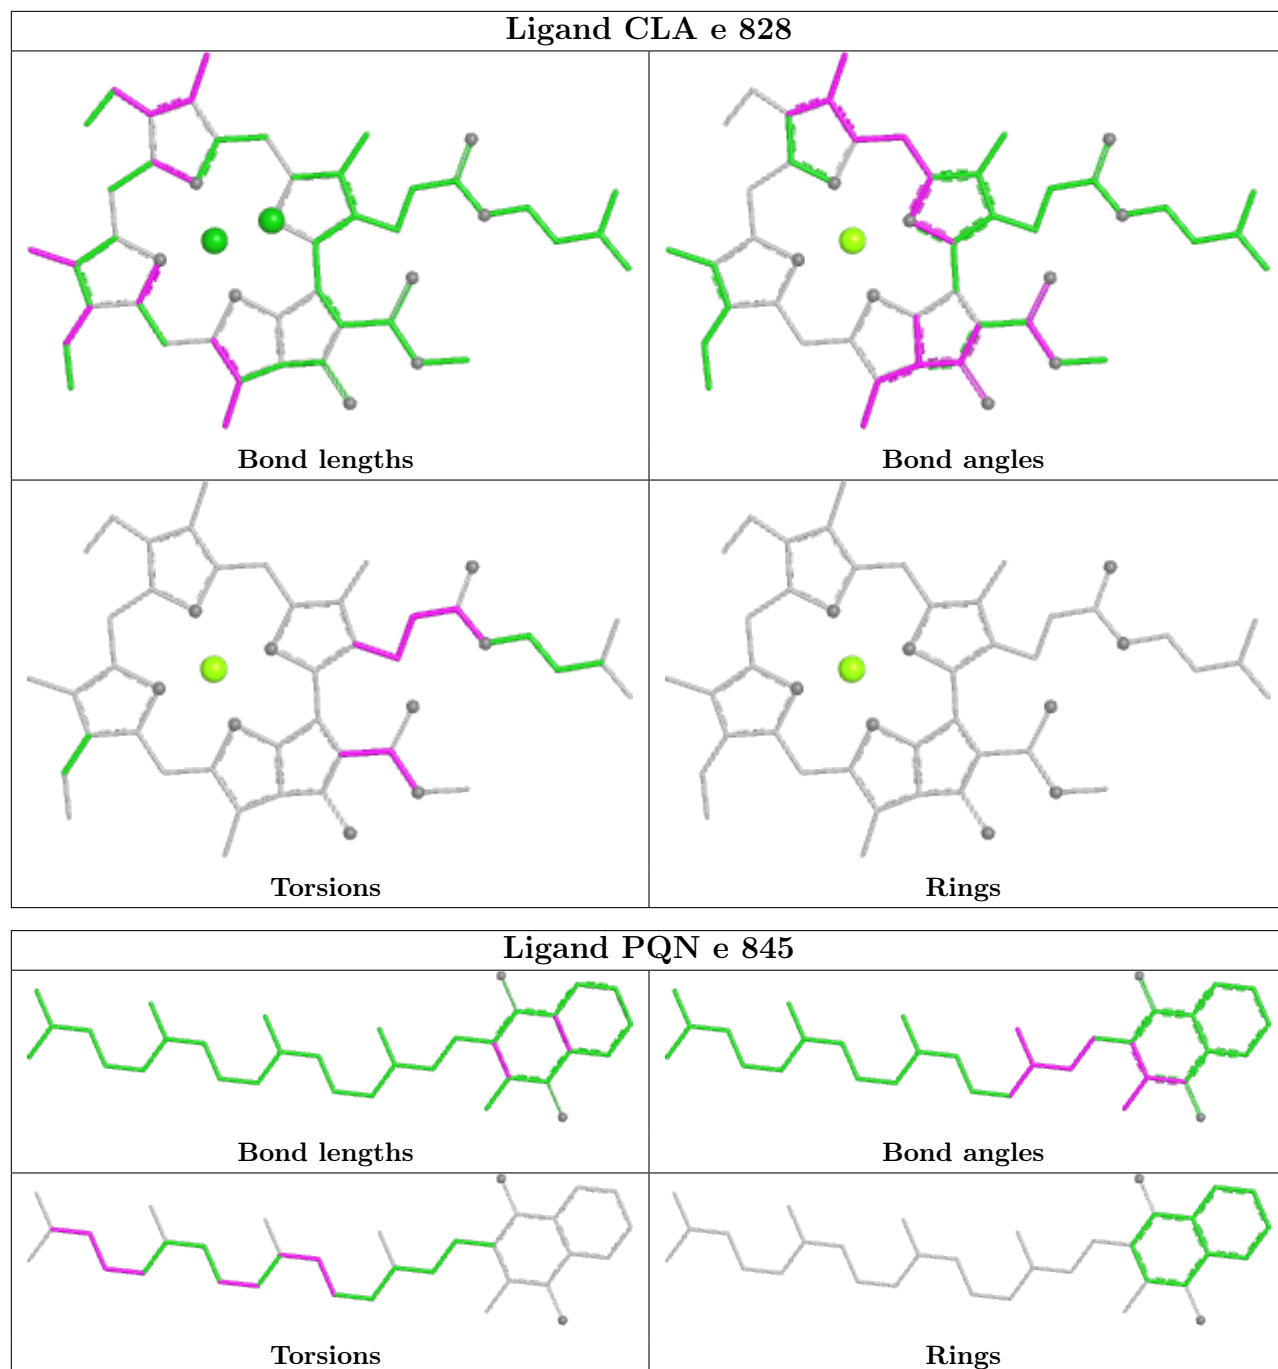 Ligand CLA e 828
Bond lengths
Bond angles
Torsions
Rings
Ligand PQN e 845
Bond lengths
Bond angles
Torsions
Rings